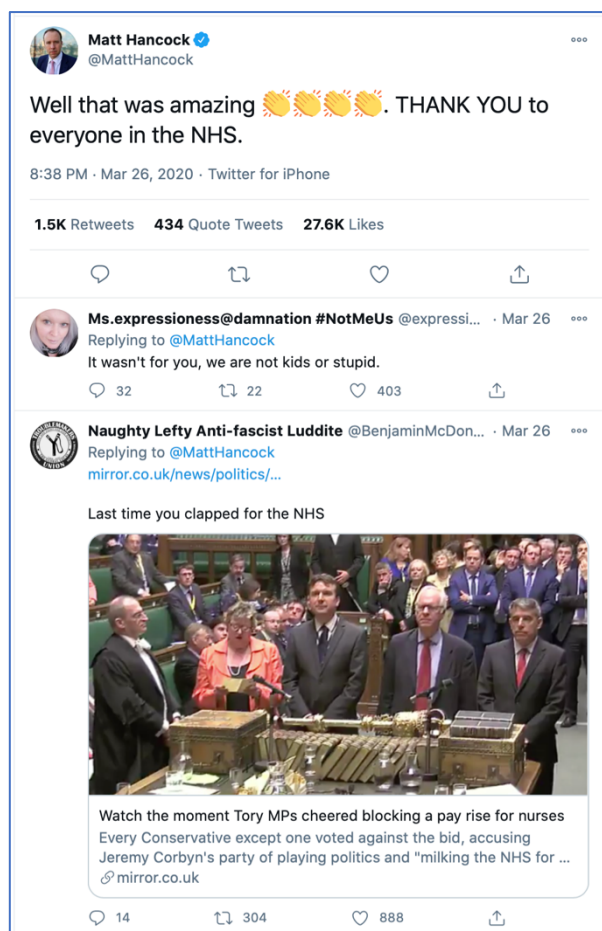 Matt Hancock
@MattHancock
Well that was amazing 👏👏👏👏. THANK YOU to
everyone in the NHS.
8:38 PM · Mar 26, 2020 · Twitter for iPhone
1.5K Retweets 434 Quote Tweets 27.6K Likes
Ms.expressioness@damnation #NotMeUs @expressi... · Mar 26
Replying to @MattHancock
It wasn't for you, we are not kids or stupid.
32 22 403
TROUBLEMAKERS
UNION
Naughty Lefty Anti-fascist Luddite @BenjaminMcDon... · Mar 26
Replying to @MattHancock
mirror.co.uk/news/politics/...
Last time you clapped for the NHS
Watch the moment Tory MPs cheered blocking a pay rise for nurses
Every Conservative except one voted against the bid, accusing
Jeremy Corbyn's party of playing politics and "milking the NHS for ...
mirror.co.uk
14 304 888